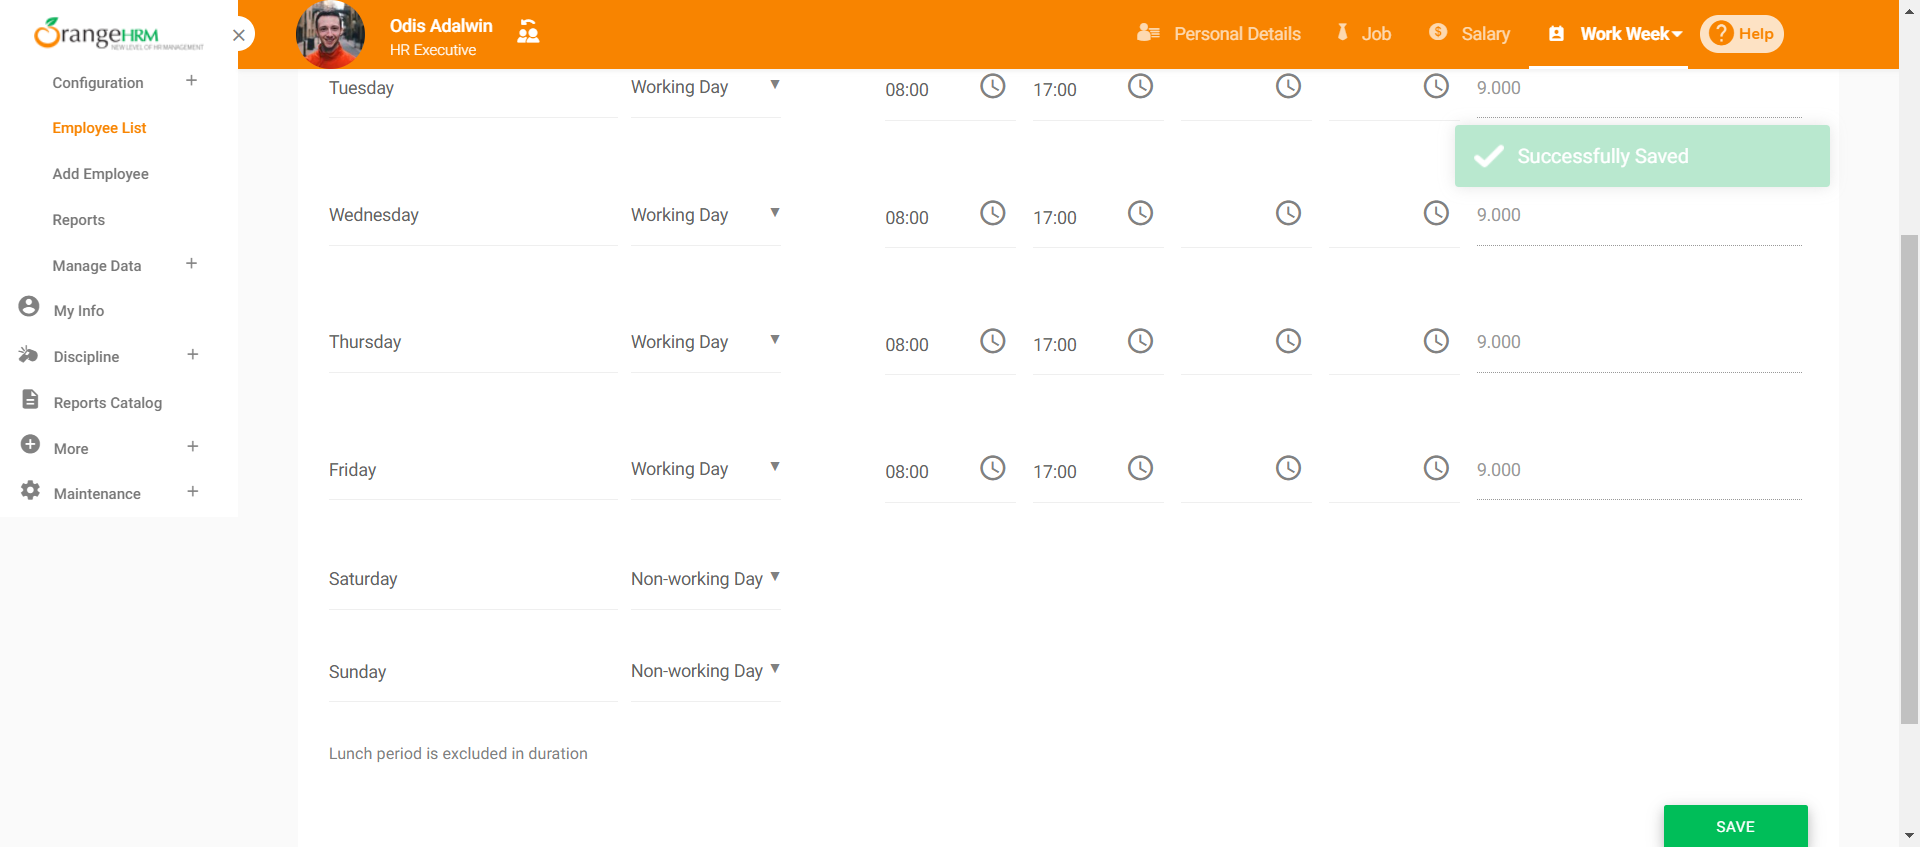 OrangeHRM
NEW LEVEL OF HR MANAGEMENT
Odis Adalwin
HR Executive
Personal Details
Job
Salary
Work Week
? Help
Configuration +
Employee List
Add Employee
Reports
Manage Data +
My Info
Discipline +
Reports Catalog
More +
Maintenance +
Tuesday Working Day 08:00 17:00 9.000
Successfully Saved
Wednesday Working Day 08:00 17:00 9.000
Thursday Working Day 08:00 17:00 9.000
Friday Working Day 08:00 17:00 9.000
Saturday Non-working Day
Sunday Non-working Day
Lunch period is excluded in duration
SAVE